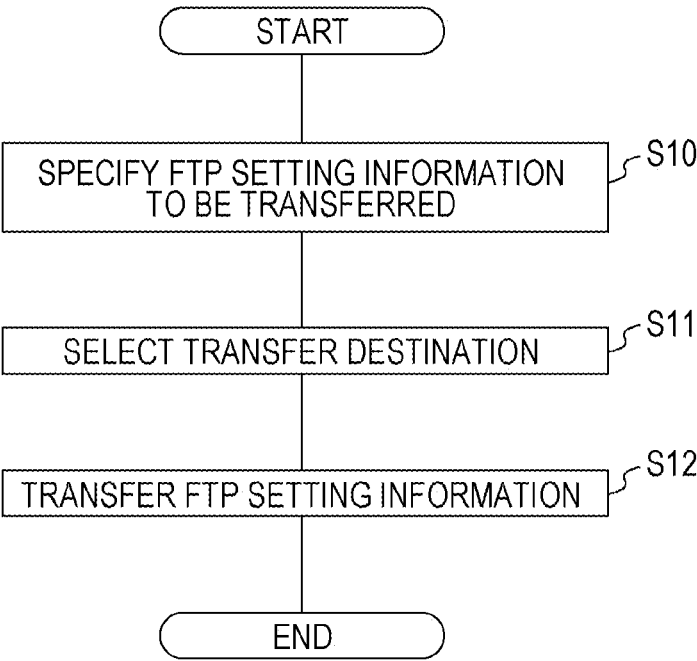 START
SPECIFY FTP SETTING INFORMATION
TO BE TRANSFERRED
S10
SELECT TRANSFER DESTINATION
S11
TRANSFER FTP SETTING INFORMATION
S12
END